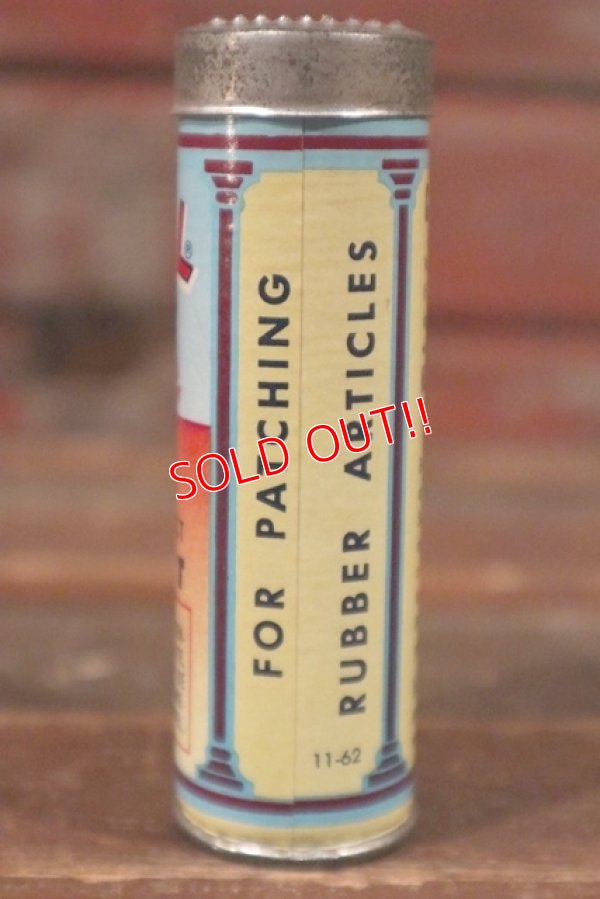 FOR PATCHING
RUBBER ARTICLES
11-62
SOLD OUT!!
L®
T